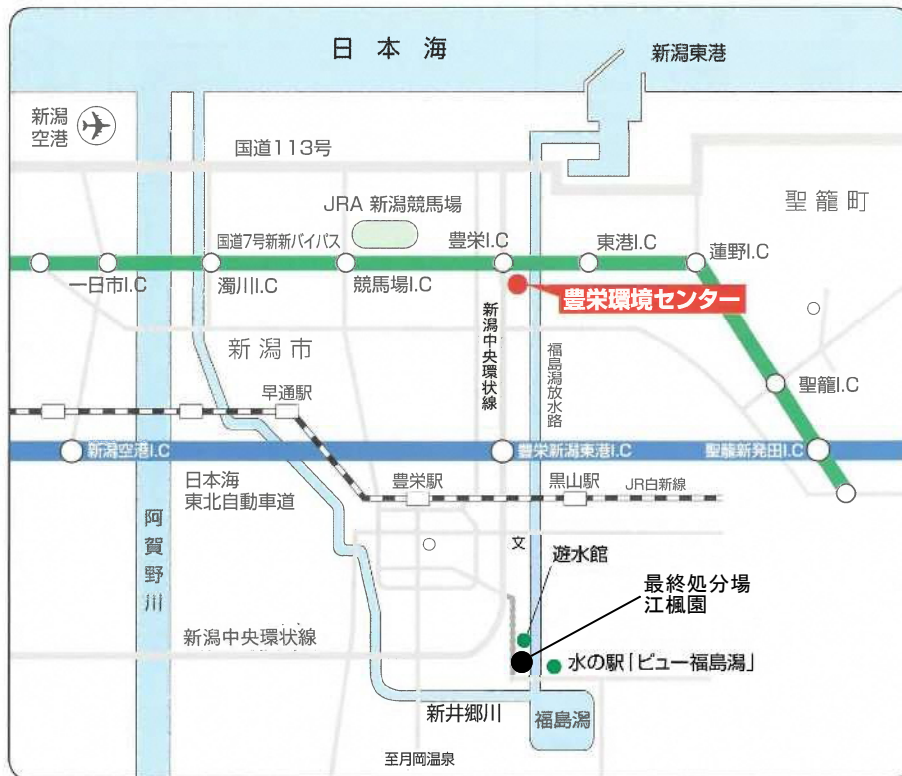 日本海
新潟東港
新潟
空港
国道113号
JRA 新潟競馬場
聖籠町
国道7号新新バイパス
豊栄I.C
東港I.C
蓮野I.C
一日市I.C
濁川I.C
競馬場I.C
豊栄環境センター
新潟中央環状線
福島潟放水路
新潟市
早通駅
聖籠I.C
新潟空港I.C
豊栄新潟東港I.C
聖籠新発田I.C
日本海
東北自動車道
豊栄駅
黒山駅
JR白新線
阿賀野川
文
遊水館
最終処分場
江楓園
新潟中央環状線
水の駅「ビュー福島潟」
新井郷川
福島潟
至月岡温泉